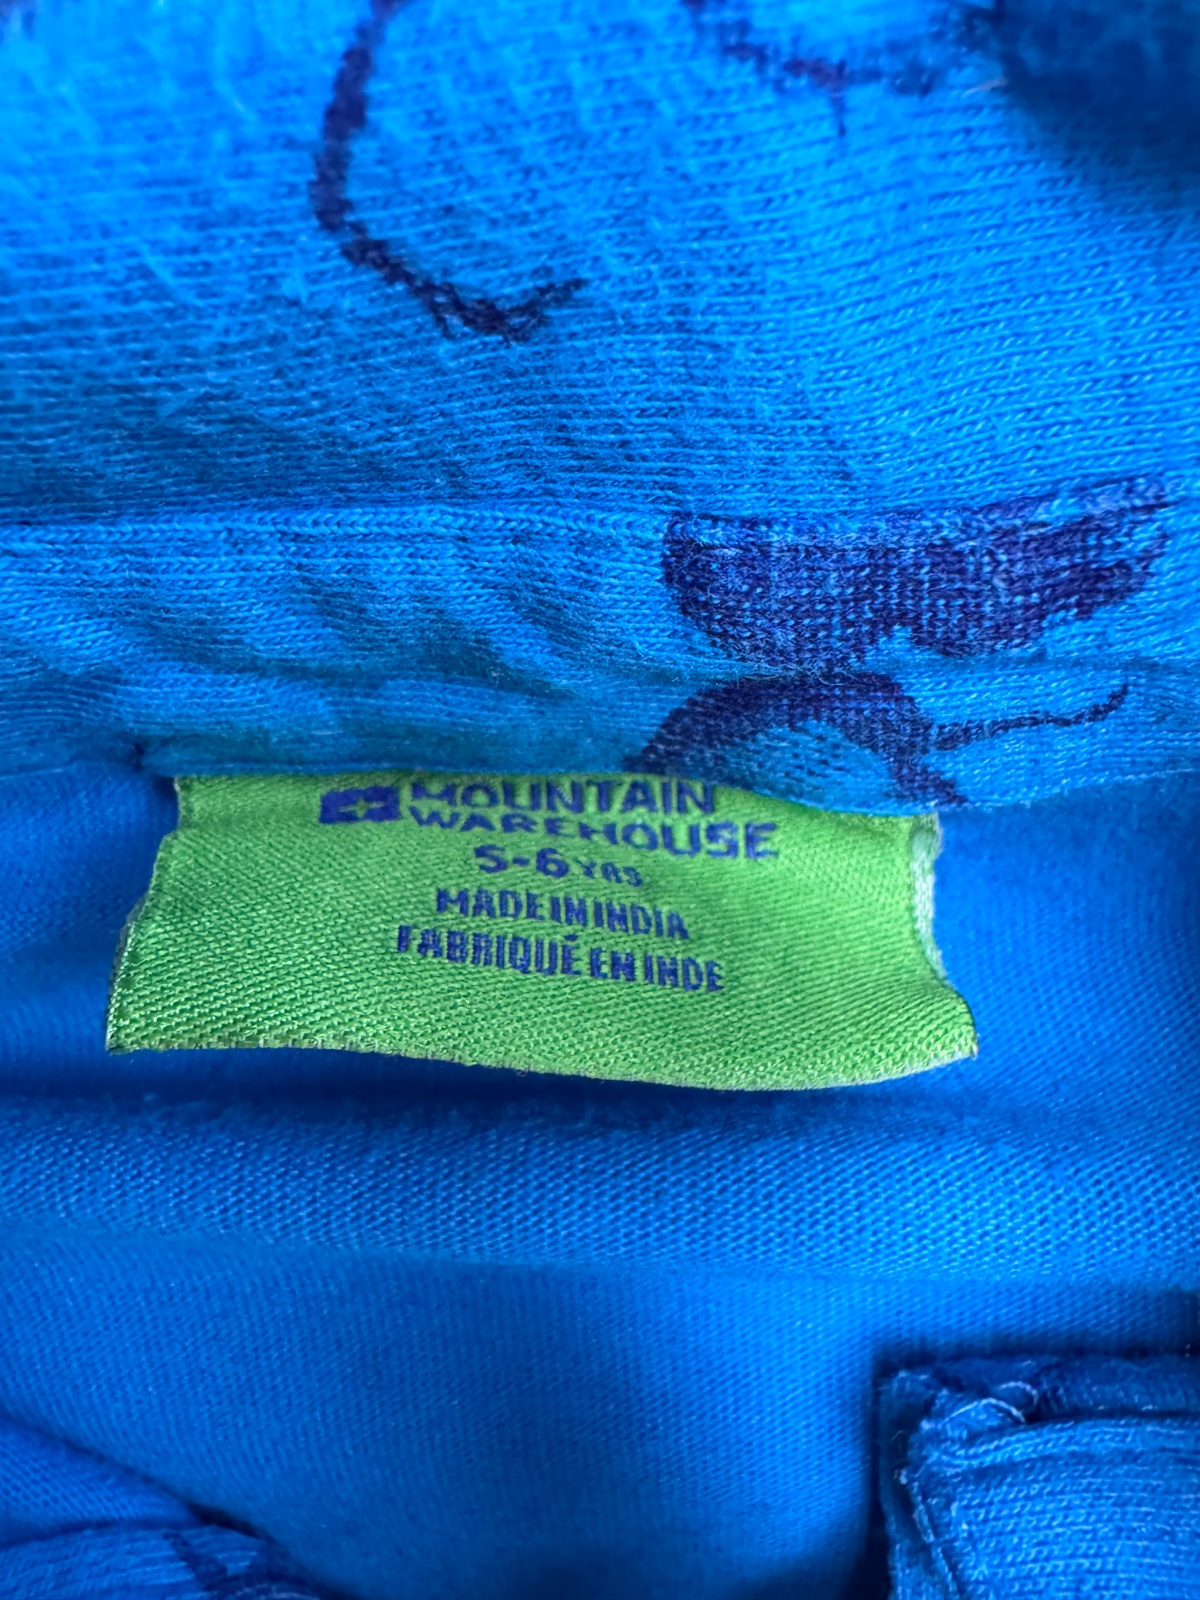 MOUNTAIN
WAREHOUSE
5-6 YRS
MADE IN INDIA
FABRIQUÉ EN INDE